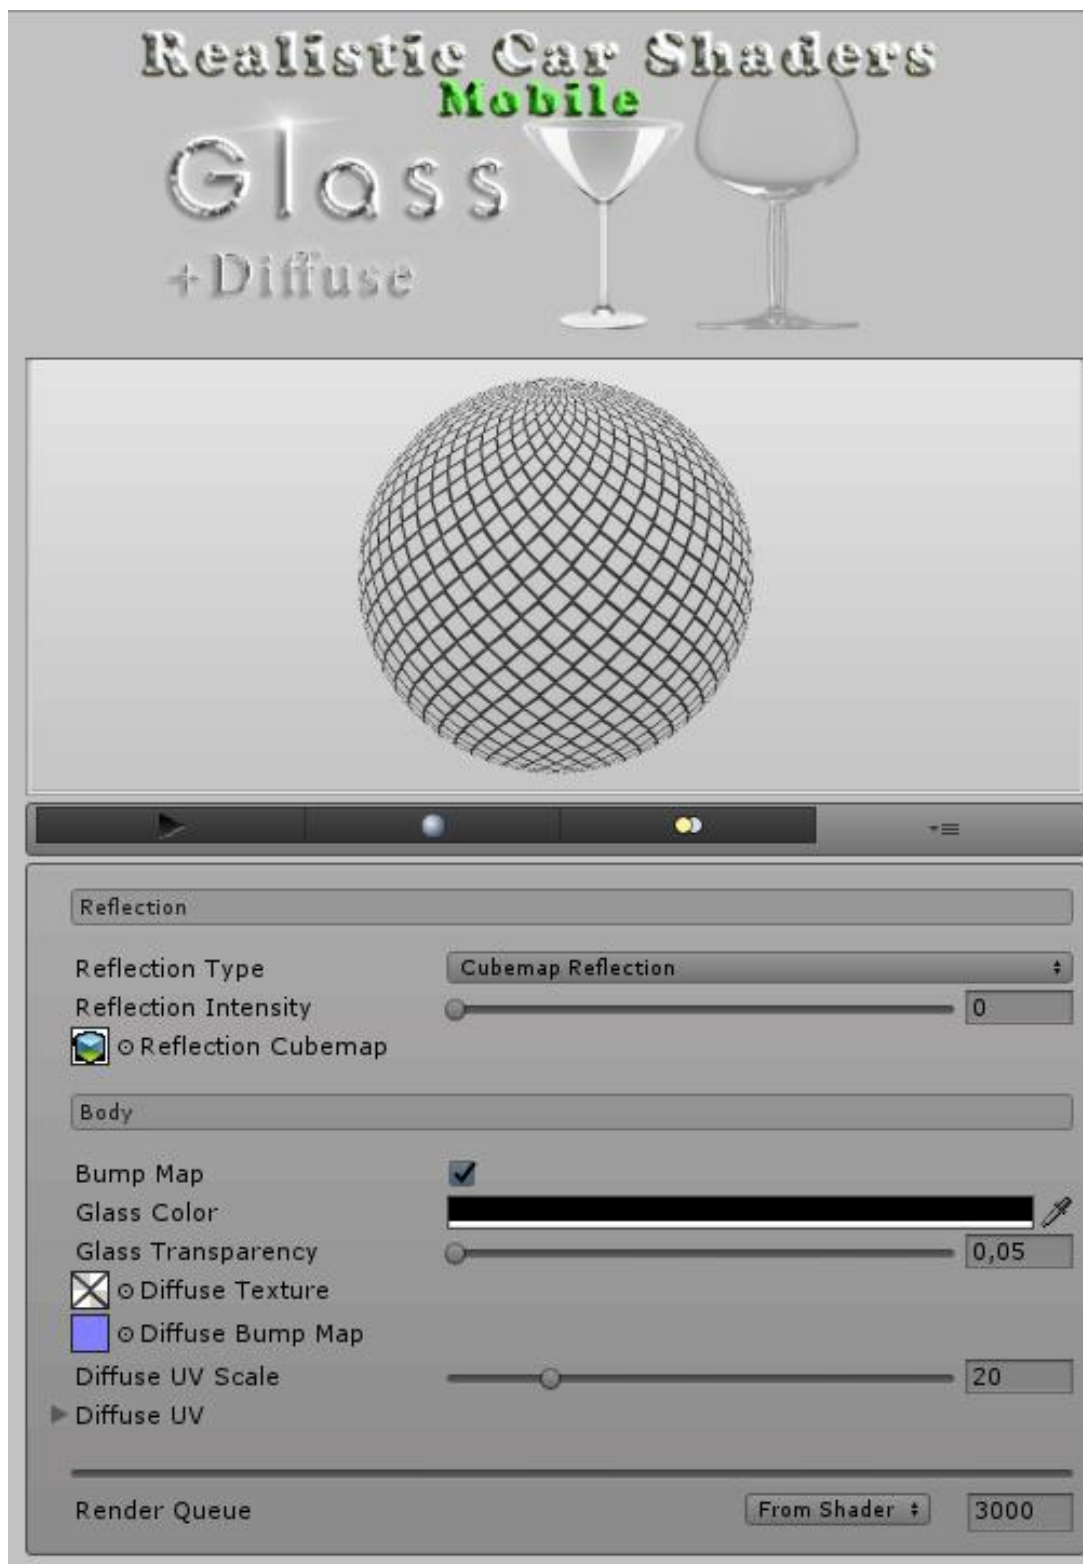 Realistic Car Shaders
Mobile
Glass
+Diffuse
Reflection
Reflection Type Cubemap Reflection
Reflection Intensity 0
Reflection Cubemap
Body
Bump Map
Glass Color
Glass Transparency 0,05
Diffuse Texture
Diffuse Bump Map
Diffuse UV Scale 20
Diffuse UV
Render Queue From Shader 3000